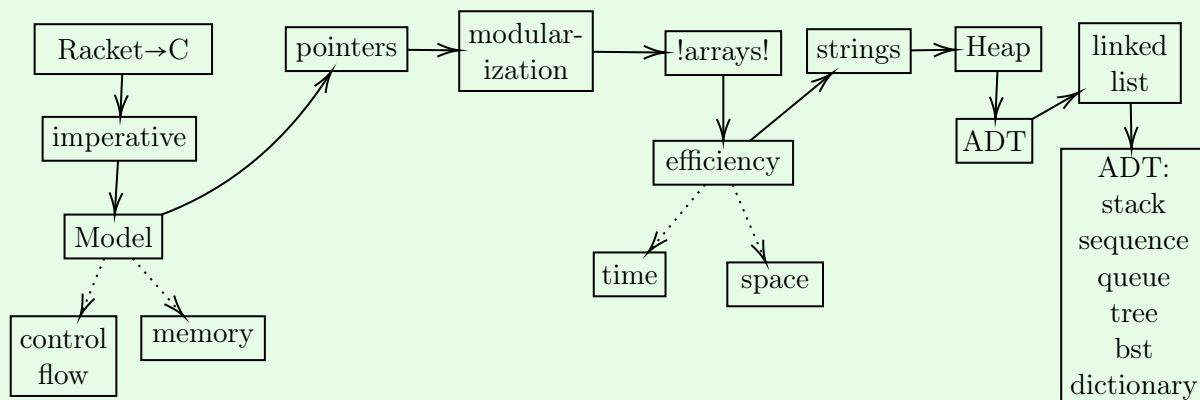 Racket→C
imperative
Model
control
flow
memory
pointers
modular-
ization
!arrays!
efficiency
time
space
strings
Heap
ADT
linked
list
ADT:
stack
sequence
queue
tree
bst
dictionary